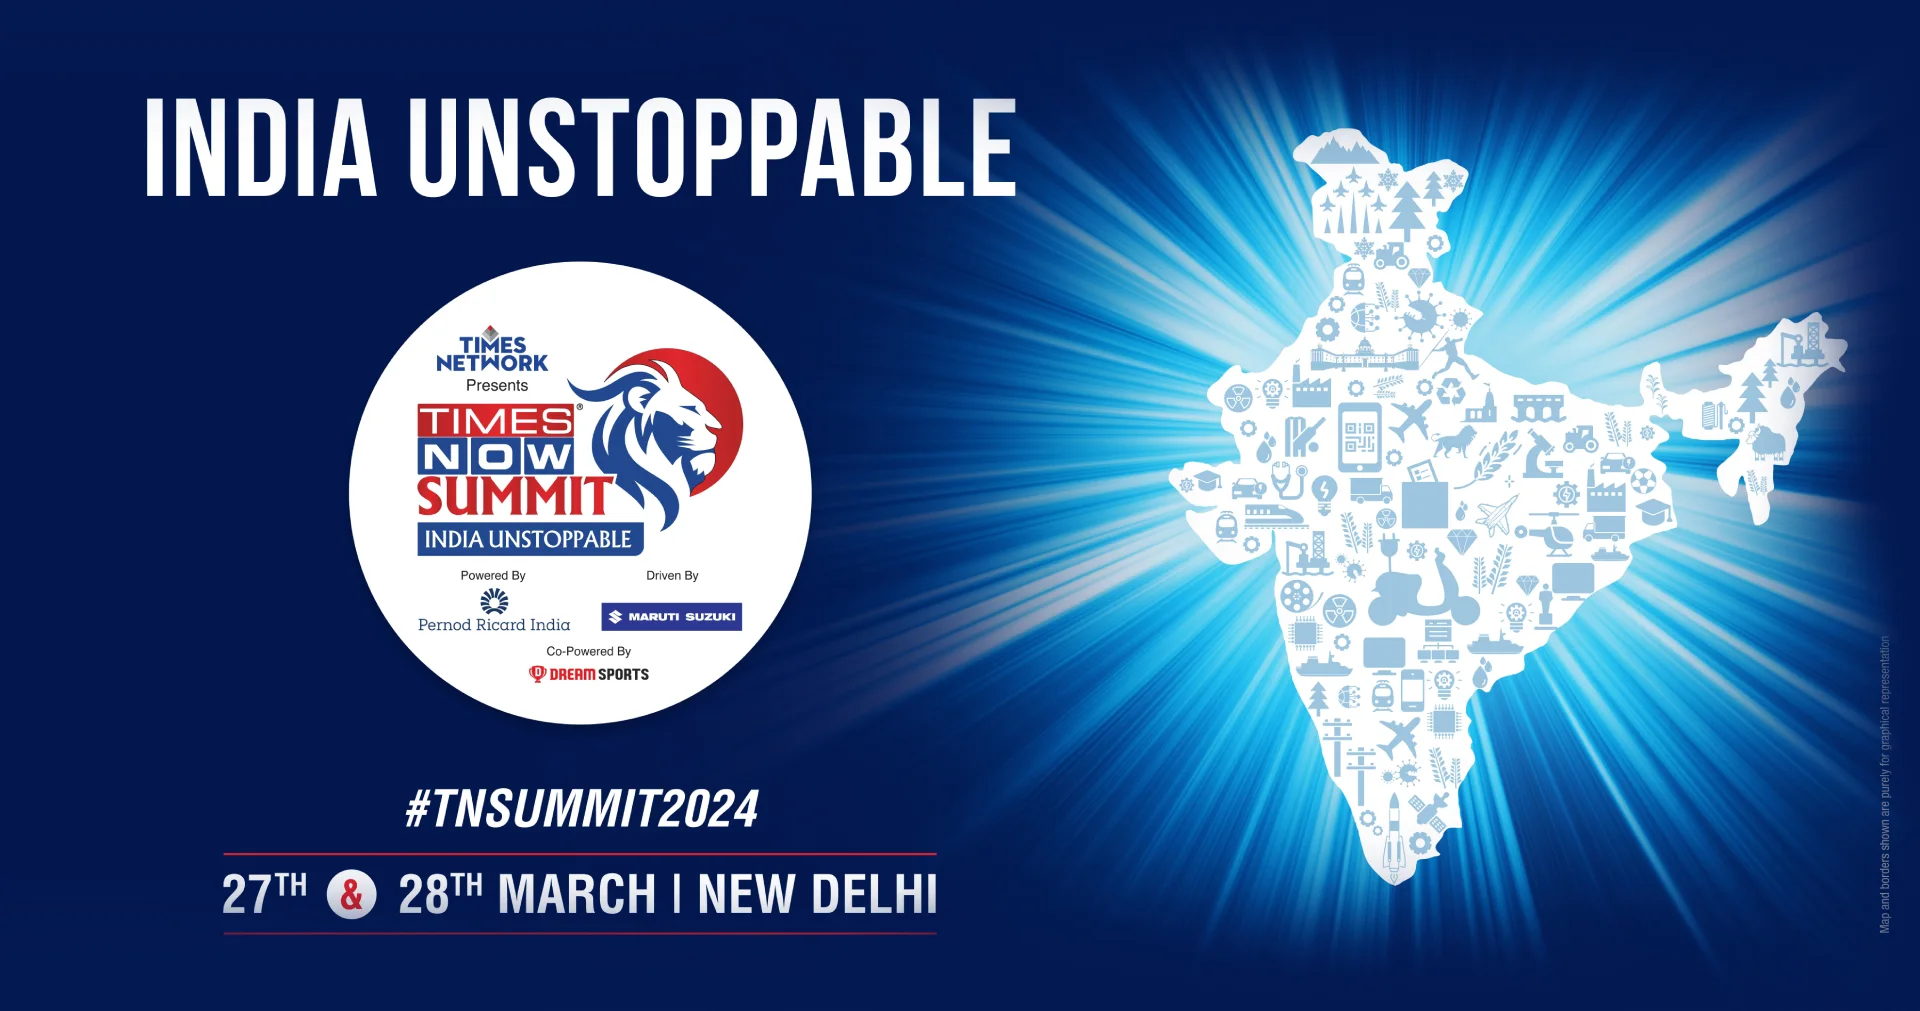 INDIA UNSTOPPABLE
TIMES
NETWORK
Presents
TIMES®
NOW
SUMMIT
INDIA UNSTOPPABLE
Powered By
Pernod Ricard India
Driven By
MARUTI SUZUKI
Co-Powered By
D DREAM SPORTS
#TNSUMMIT2024
27TH & 28TH MARCH | NEW DELHI
Map and borders shown are purely for graphical representation